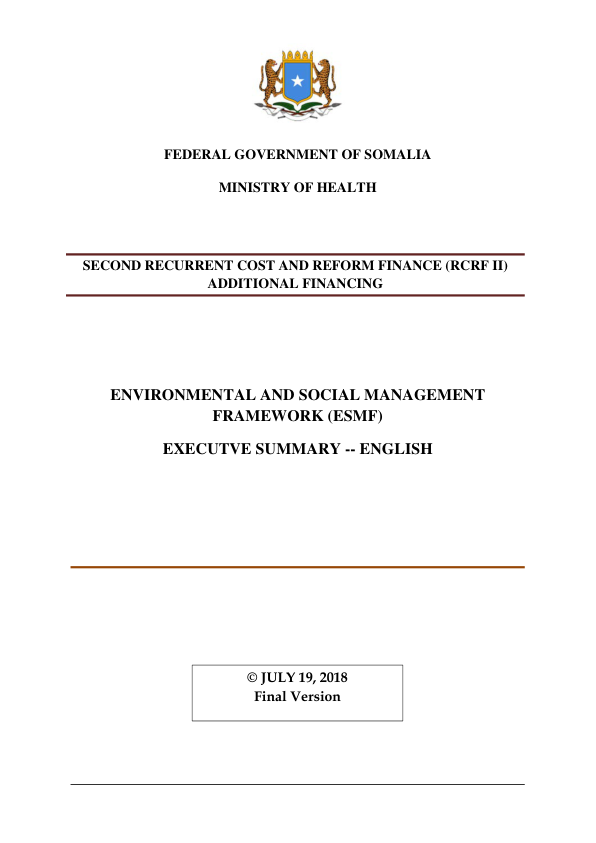 FEDERAL GOVERNMENT OF SOMALIA
MINISTRY OF HEALTH
SECOND RECURRENT COST AND REFORM FINANCE (RCRF II)
ADDITIONAL FINANCING
ENVIRONMENTAL AND SOCIAL MANAGEMENT
FRAMEWORK (ESMF)
EXECUTVE SUMMARY -- ENGLISH
© JULY 19, 2018
Final Version